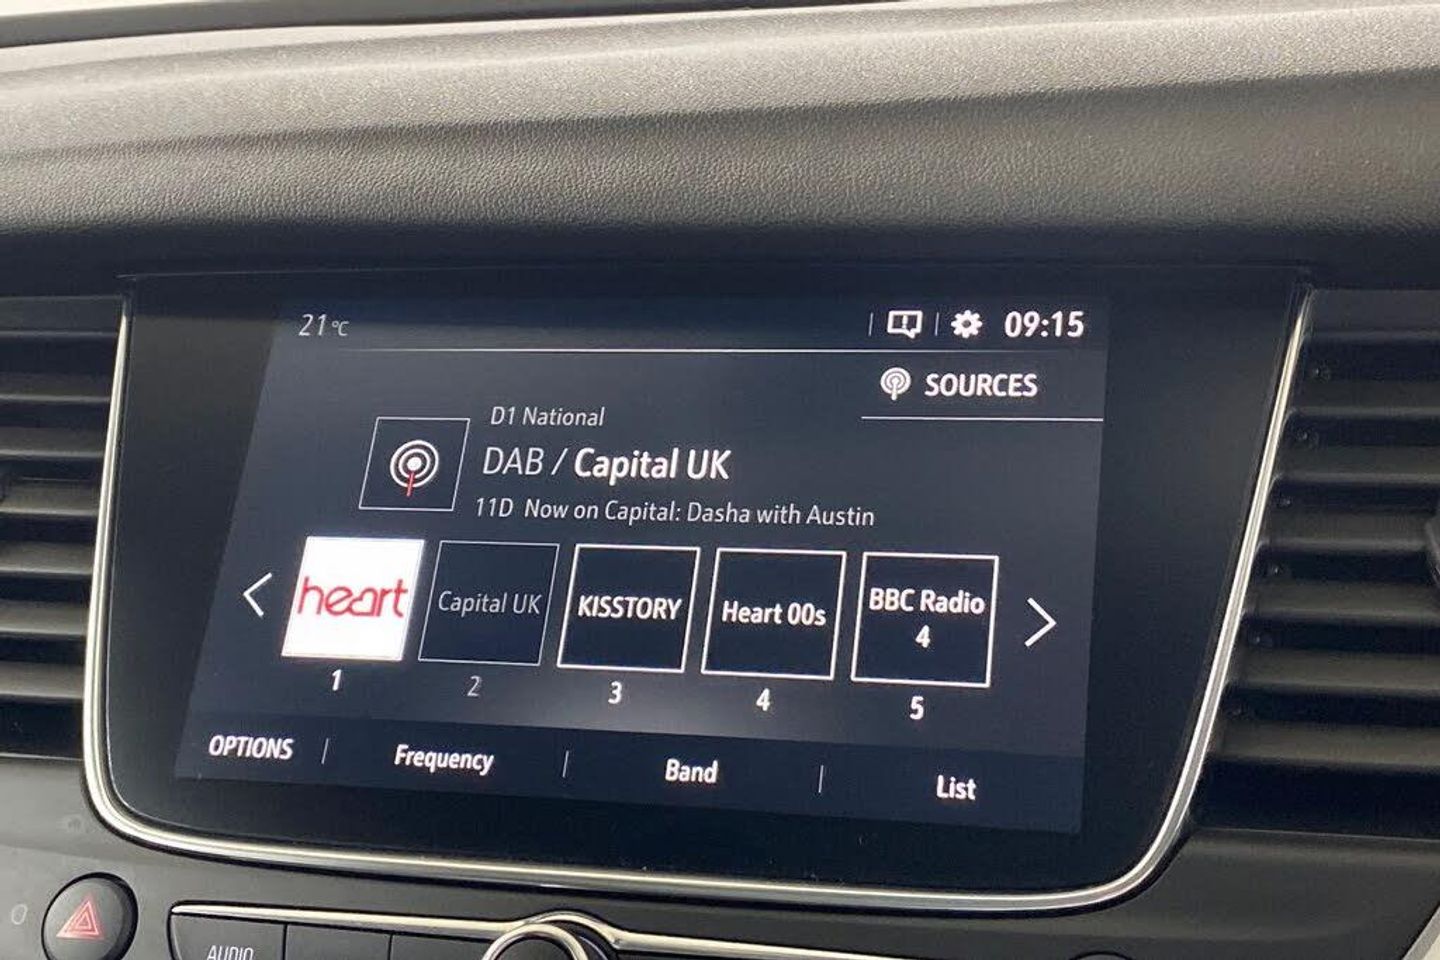 21°C
09:15
SOURCES
D1 National
DAB / Capital UK
11D Now on Capital: Dasha with Austin
heart
Capital UK
KISSTORY
Heart 00s
BBC Radio
4
1
2
3
4
5
OPTIONS
Frequency
Band
List
AUDIO